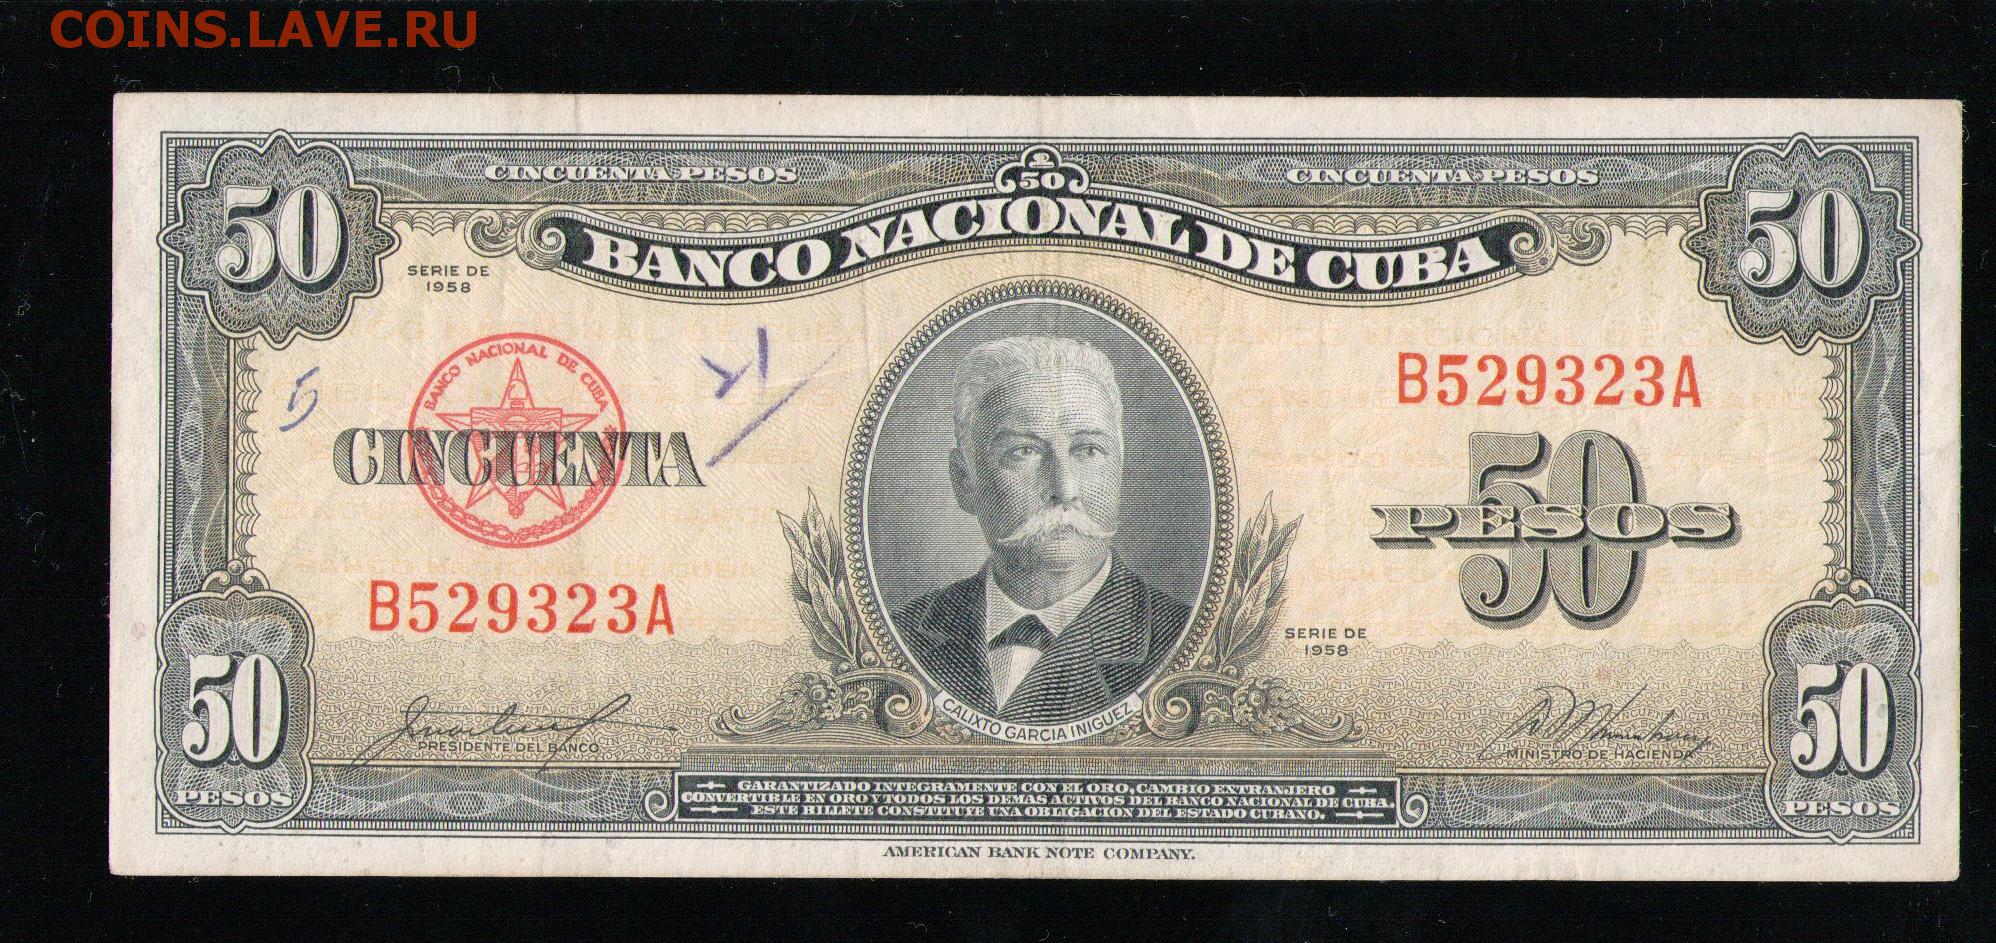 COINS.LAVE.RU
50
CINCUENTA PESOS
50
CINCUENTA PESOS
50
BANCO NACIONAL DE CUBA
SERIE DE
1958
BANCO NACIONAL DE CUBA
5
B529323A
CINCUENTA
50
PESOS
B529323A
SERIE DE
1958
CALIXTO GARCIA INIGUEZ
PRESIDENTE DEL BANCO
MINISTRO DE HACIENDA
50
PESOS
50
PESOS
GARANTIZADO INTEGRAMENTE CON EL ORO, CAMBIO EXTRANJERO
CONVERTIBLE EN ORO Y TODOS LOS DEMAS ACTIVOS DEL BANCO NACIONAL DE CUBA.
ESTE BILLETE CONSTITUYE UNA OBLIGACION DEL ESTADO CUBANO.
AMERICAN BANK NOTE COMPANY.